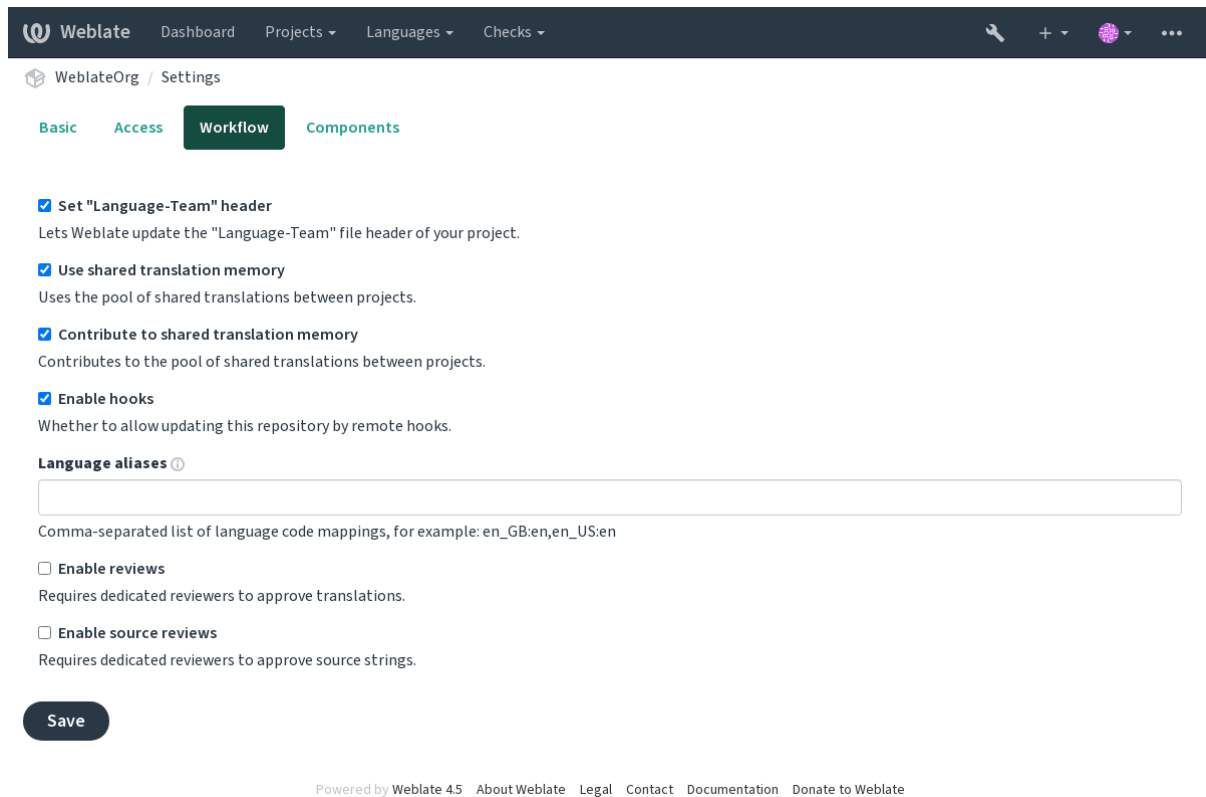 Weblate Dashboard Projects Languages Checks
WeblateOrg / Settings
Basic Access Workflow Components
Set "Language-Team" header
Lets Weblate update the "Language-Team" file header of your project.
Use shared translation memory
Uses the pool of shared translations between projects.
Contribute to shared translation memory
Contributes to the pool of shared translations between projects.
Enable hooks
Whether to allow updating this repository by remote hooks.
Language aliases
Comma-separated list of language code mappings, for example: en_GB:en,en_US:en
Enable reviews
Requires dedicated reviewers to approve translations.
Enable source reviews
Requires dedicated reviewers to approve source strings.
Save
Powered by Weblate 4.5 About Weblate Legal Contact Documentation Donate to Weblate